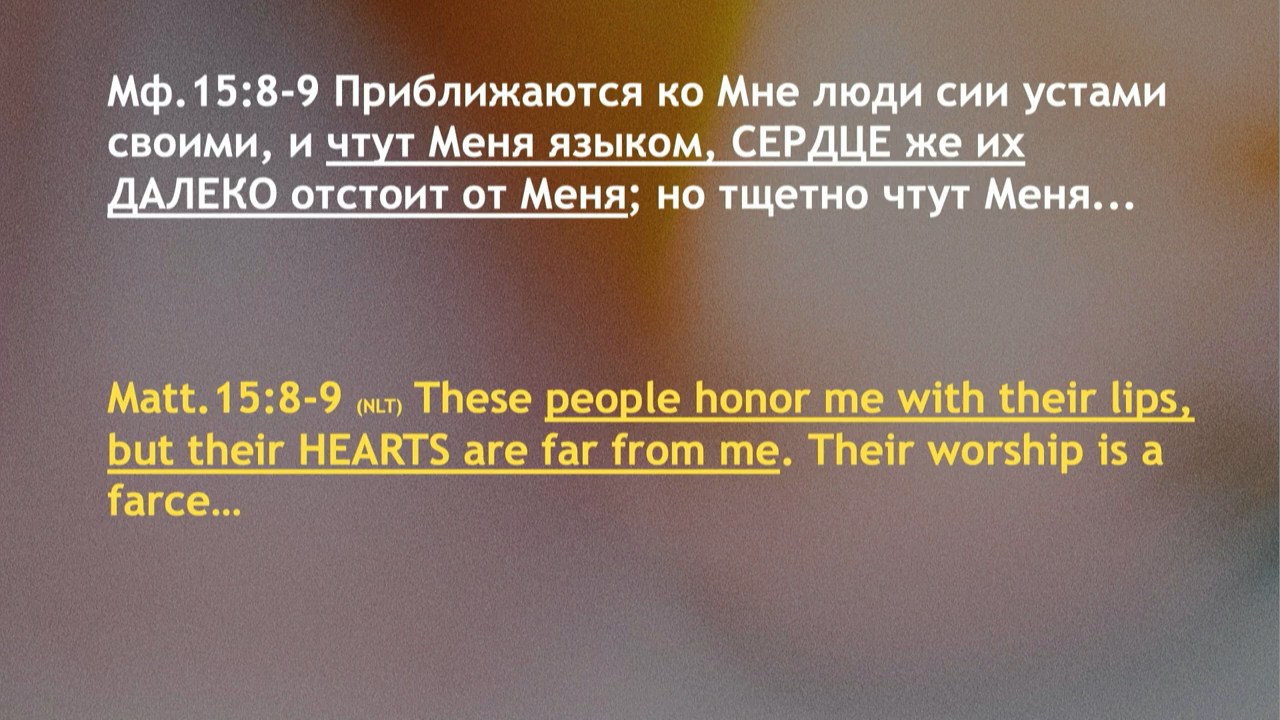 Мф.15:8-9 Приближаются ко Мне люди сии устами
своими, и чтут Меня языком, СЕРДЦЕ же их
ДАЛЕКО отстоит от Меня; но тщетно чтут Меня...
Matt.15:8-9 (NLT) These people honor me with their lips,
but their HEARTS are far from me. Their worship is a
farce…